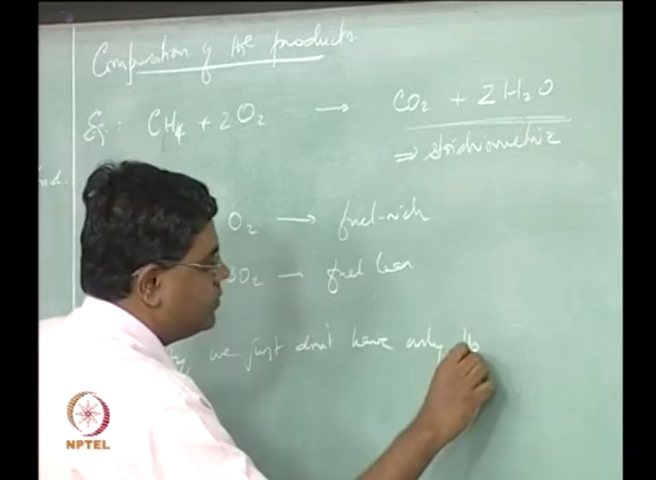 Composition of the products.
Eg: CH4 + 2O2 → CO2 + 2H2O
⇒ stoichiometric
O2 → fuel-rich
3O2 — fuel lean
we just don't have only
NPTEL